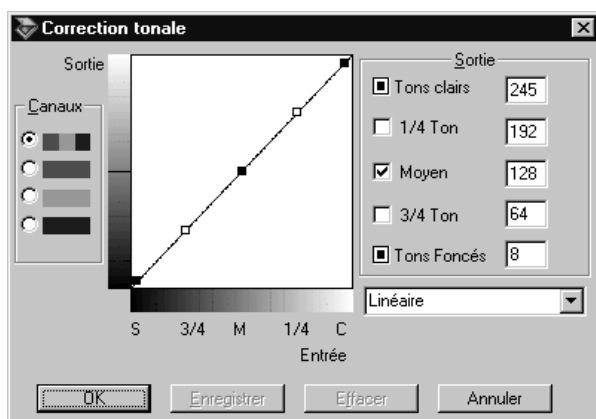 Correction tonale
Sortie
Canaux
S 3/4 M 1/4 C
Entrée
Sortie
Tons clairs 245
1/4 Ton 192
Moyen 128
3/4 Ton 64
Tons Foncés 8
Linéaire
OK Enregistrer Effacer Annuler